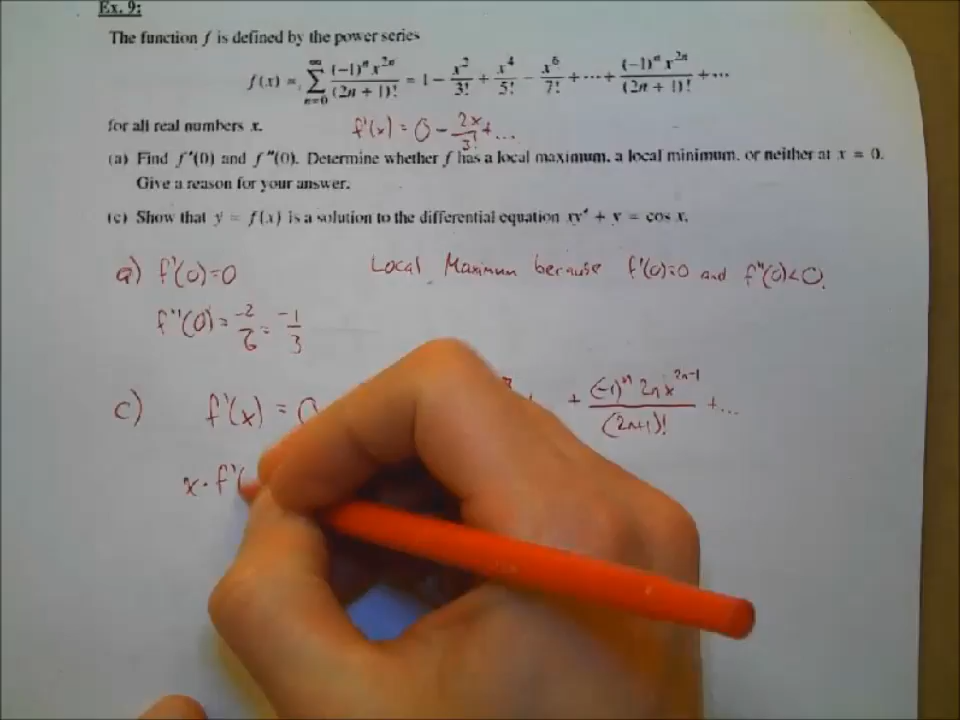 Ex. 9:
The function f is defined by the power series
f(x) = ∑_{n=0}^{∞} (-1)^n x^{2n} / (2n + 1)! = 1 - x^2/3! + x^4/5! - x^6/7! + ⋯ + (-1)^n x^{2n} / (2n + 1)! + ⋯
for all real numbers x.
f'(x) = 0 - 2x/3! + ...
(a) Find f'(0) and f''(0). Determine whether f has a local maximum, a local minimum, or neither at x = 0.
Give a reason for your answer.
(c) Show that y = f(x) is a solution to the differential equation xy' + y = cos x.
a) f'(0)=0 Local Maximum because f'(0)=0 and f''(0)<0.
f''(0) = -2/6 = -1/3
c) f'(x) = 0 + (-1)^n 2n x^{2n-1} / (2n+1)! + ...
x · f'(